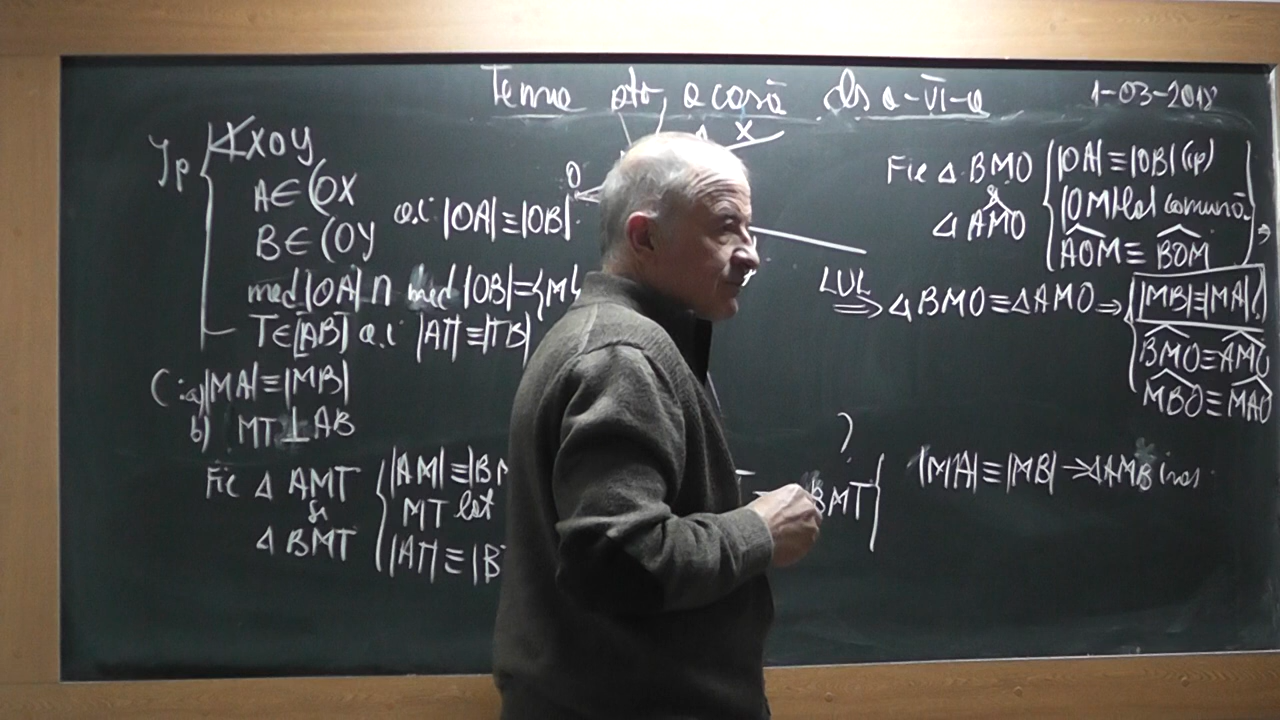 Tema ptr, acasă cls a-VI-a
1-03-2018
Ip
∢XOY
A∈(OX
B∈(OY
a.î |OA|≡|OB|
med|OA|∩ med |OB|={M
T∈[AB] a.î |AT|≡|TB|
C: a)|MA|≡|MB|
b) MT⊥AB
Fie △ AMT
și
△ BMT
|AM|≡|BM
MT lat
|AT|≡|B
O
X
A
Fie △ BMO
și
△ AMO
|OA|≡|OB| (ip)
|OM| lat comună
AOM≡ BOM
⇒
LUL
⇒ △BMO≡△AMO ⇒
|MB|≡|MA|
BMO≡AMO
MBO≡MAO
?
BMT
|MA|≡|MB| →△AMB isos.